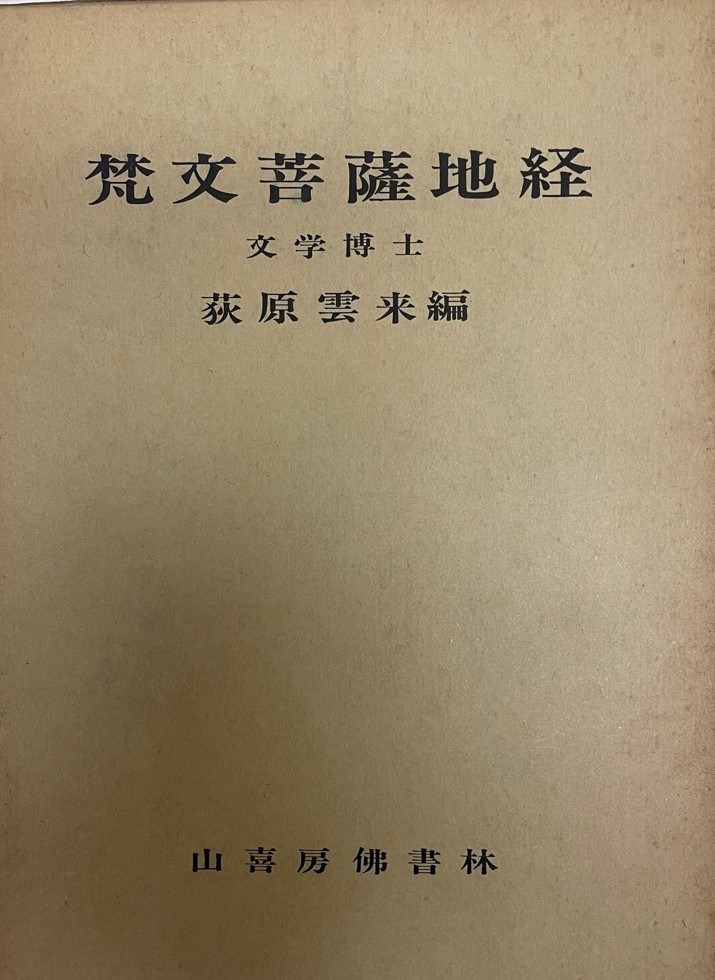 梵文菩薩地経
文学博士
荻原雲来編
山喜房佛書林